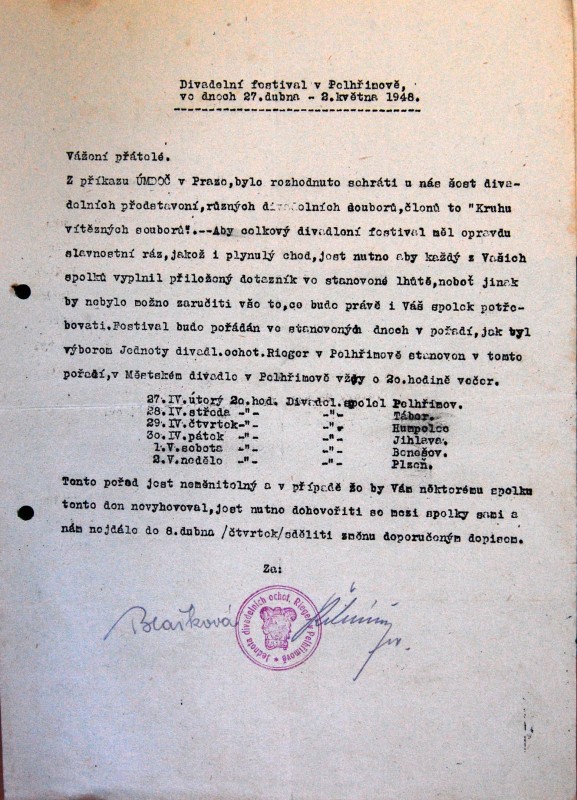 Divadelní festival v Pelhřimově,
ve dnech 27.dubna - 2.května 1948.
Vážení přátelé.
Z příkazu ÚMDOČ v Praze,bylo rozhodnuto sehráti u nás šest diva-
delních představení,různých divadelních souborů,členů to "Kruhu
vítězných souborů".--Aby celkový divadlení festival měl opravdu
slavnostní ráz,jakož i plynulý chod,jest nutno aby každý z Vašich
spolků vyplnil přiložený dotazník ve stanovené lhůtě,neboť jinak
by nebylo možno zaručiti vše to,co bude právě i Váš spolek potře-
bovati.Festival bude pořádán ve stanovených dnech v pořadí,jak byl
výborem Jednoty divadl.ochot.Rieger v Pelhřimově stanoven v tomto
pořadí,v Městském divadle v Pelhřimově vždy o 2o.hodině večer.
27.IV.úterý 2o.hod. Divadel.spolel Pelhřimov.
28.IV.středa -"- -"- Tábor.
29.IV.čtvrtek-"- -"- Humpolec
3o.IV.pátek -"- -"- Jihlava.
1.V.sobota -"- -"- Benešov.
2.V.neděle -"- -"- Plzeň.
Tento pořad jest neměnitelný a v případě že by Vám některému spolku
tento den nevyhovoval,jest nutno dohovořiti se mezi spolky sami a
nám nejdéle do 8.dubna /čtvrtek/sděliti změnu doporučeným dopisem.
Za:
Blažková
Jednota divadelních ochot. Rieger v Pelhřimově